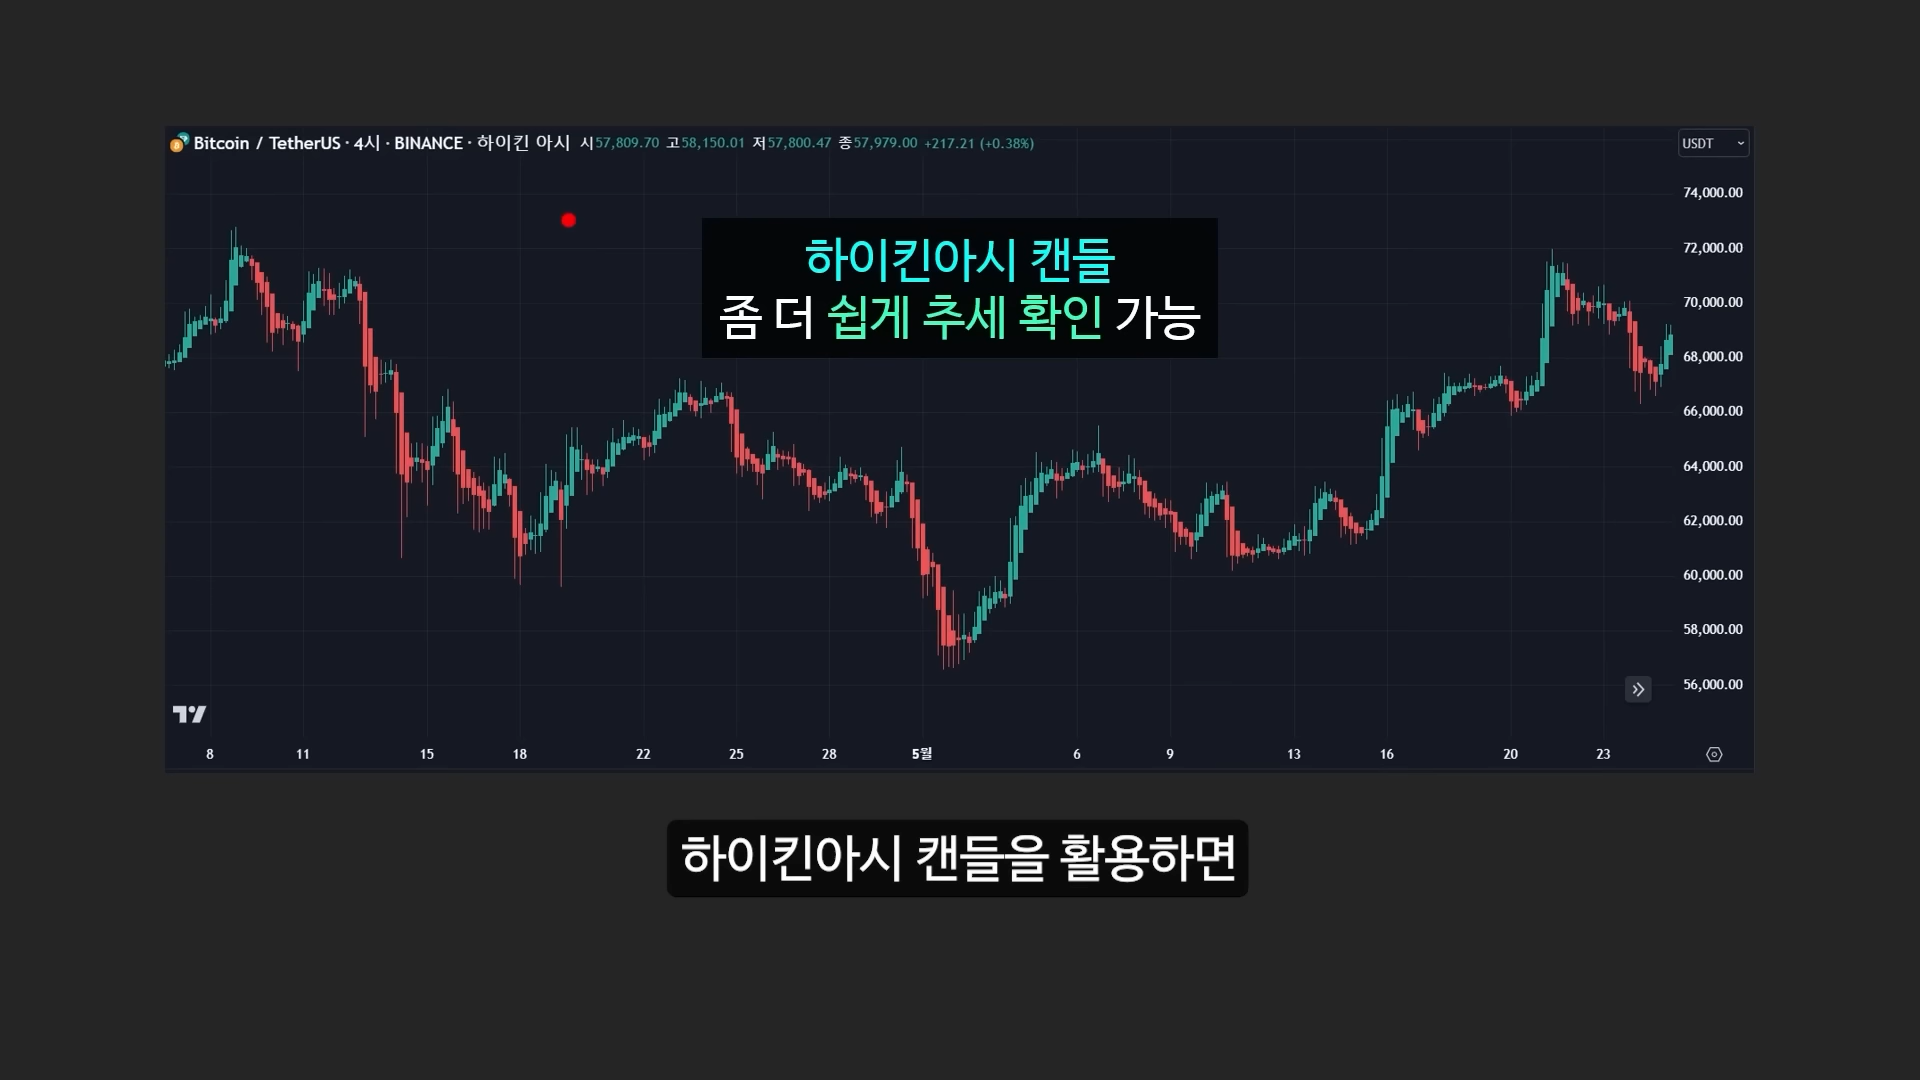 Bitcoin / TetherUS · 4시 · BINANCE · 하이킨 아시 시57,809.70 고58,150.01 저57,800.47 종57,979.00 +217.21 (+0.38%)
USDT
하이킨아시 캔들
좀 더 쉽게 추세 확인 가능
74,000.00
72,000.00
70,000.00
68,000.00
66,000.00
64,000.00
62,000.00
60,000.00
58,000.00
56,000.00
8 11 15 18 22 25 28 5월 6 9 13 16 20 23
하이킨아시 캔들을 활용하면